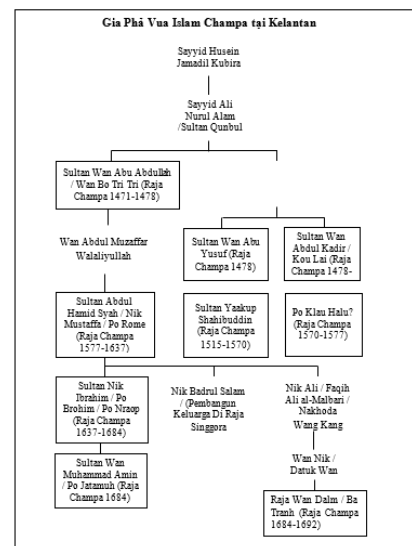 Gia Phả Vua Islam Champa tại Kelantan
Sayyid Husein
Jamadil Kubira
Sayyid Ali
Nurul Alam
/Sultan Qunbul
Sultan Wan Abu Abdullah
/ Wan Bo Tri Tri (Raja
Champa 1471-1478)
Wan Abdul Muzaffar
Walaliyullah
Sultan Wan Abu
Yusuf (Raja
Champa 1478)
Sultan Wan
Abdul Kadir /
Kou Lai (Raja
Champa 1478-
Sultan Abdul
Hamid Syah / Nik
Mustaffa / Po Rome
(Raja Champa
1577-1637)
Sultan Yaakup
Shahibuddin
(Raja Champa
1515-1570)
Po Klau Halu?
(Raja Champa
1570-1577)
Sultan Nik
Ibrahim / Po
Brohim / Po Nraop
(Raja Champa
1637-1684)
Nik Badrul Salam
/ (Pembangun
Keluarga Di Raja
Singgora
Nik Ali / Faqih
Ali al-Malbari /
Nakhoda
Wang Kang
Sultan Wan
Muhammad Amin
/ Po Jatamuh (Raja
Champa 1684)
Wan Nik /
Datuk Wan
Raja Wan Dalm / Ba
Tranh (Raja Champa
1684-1692)